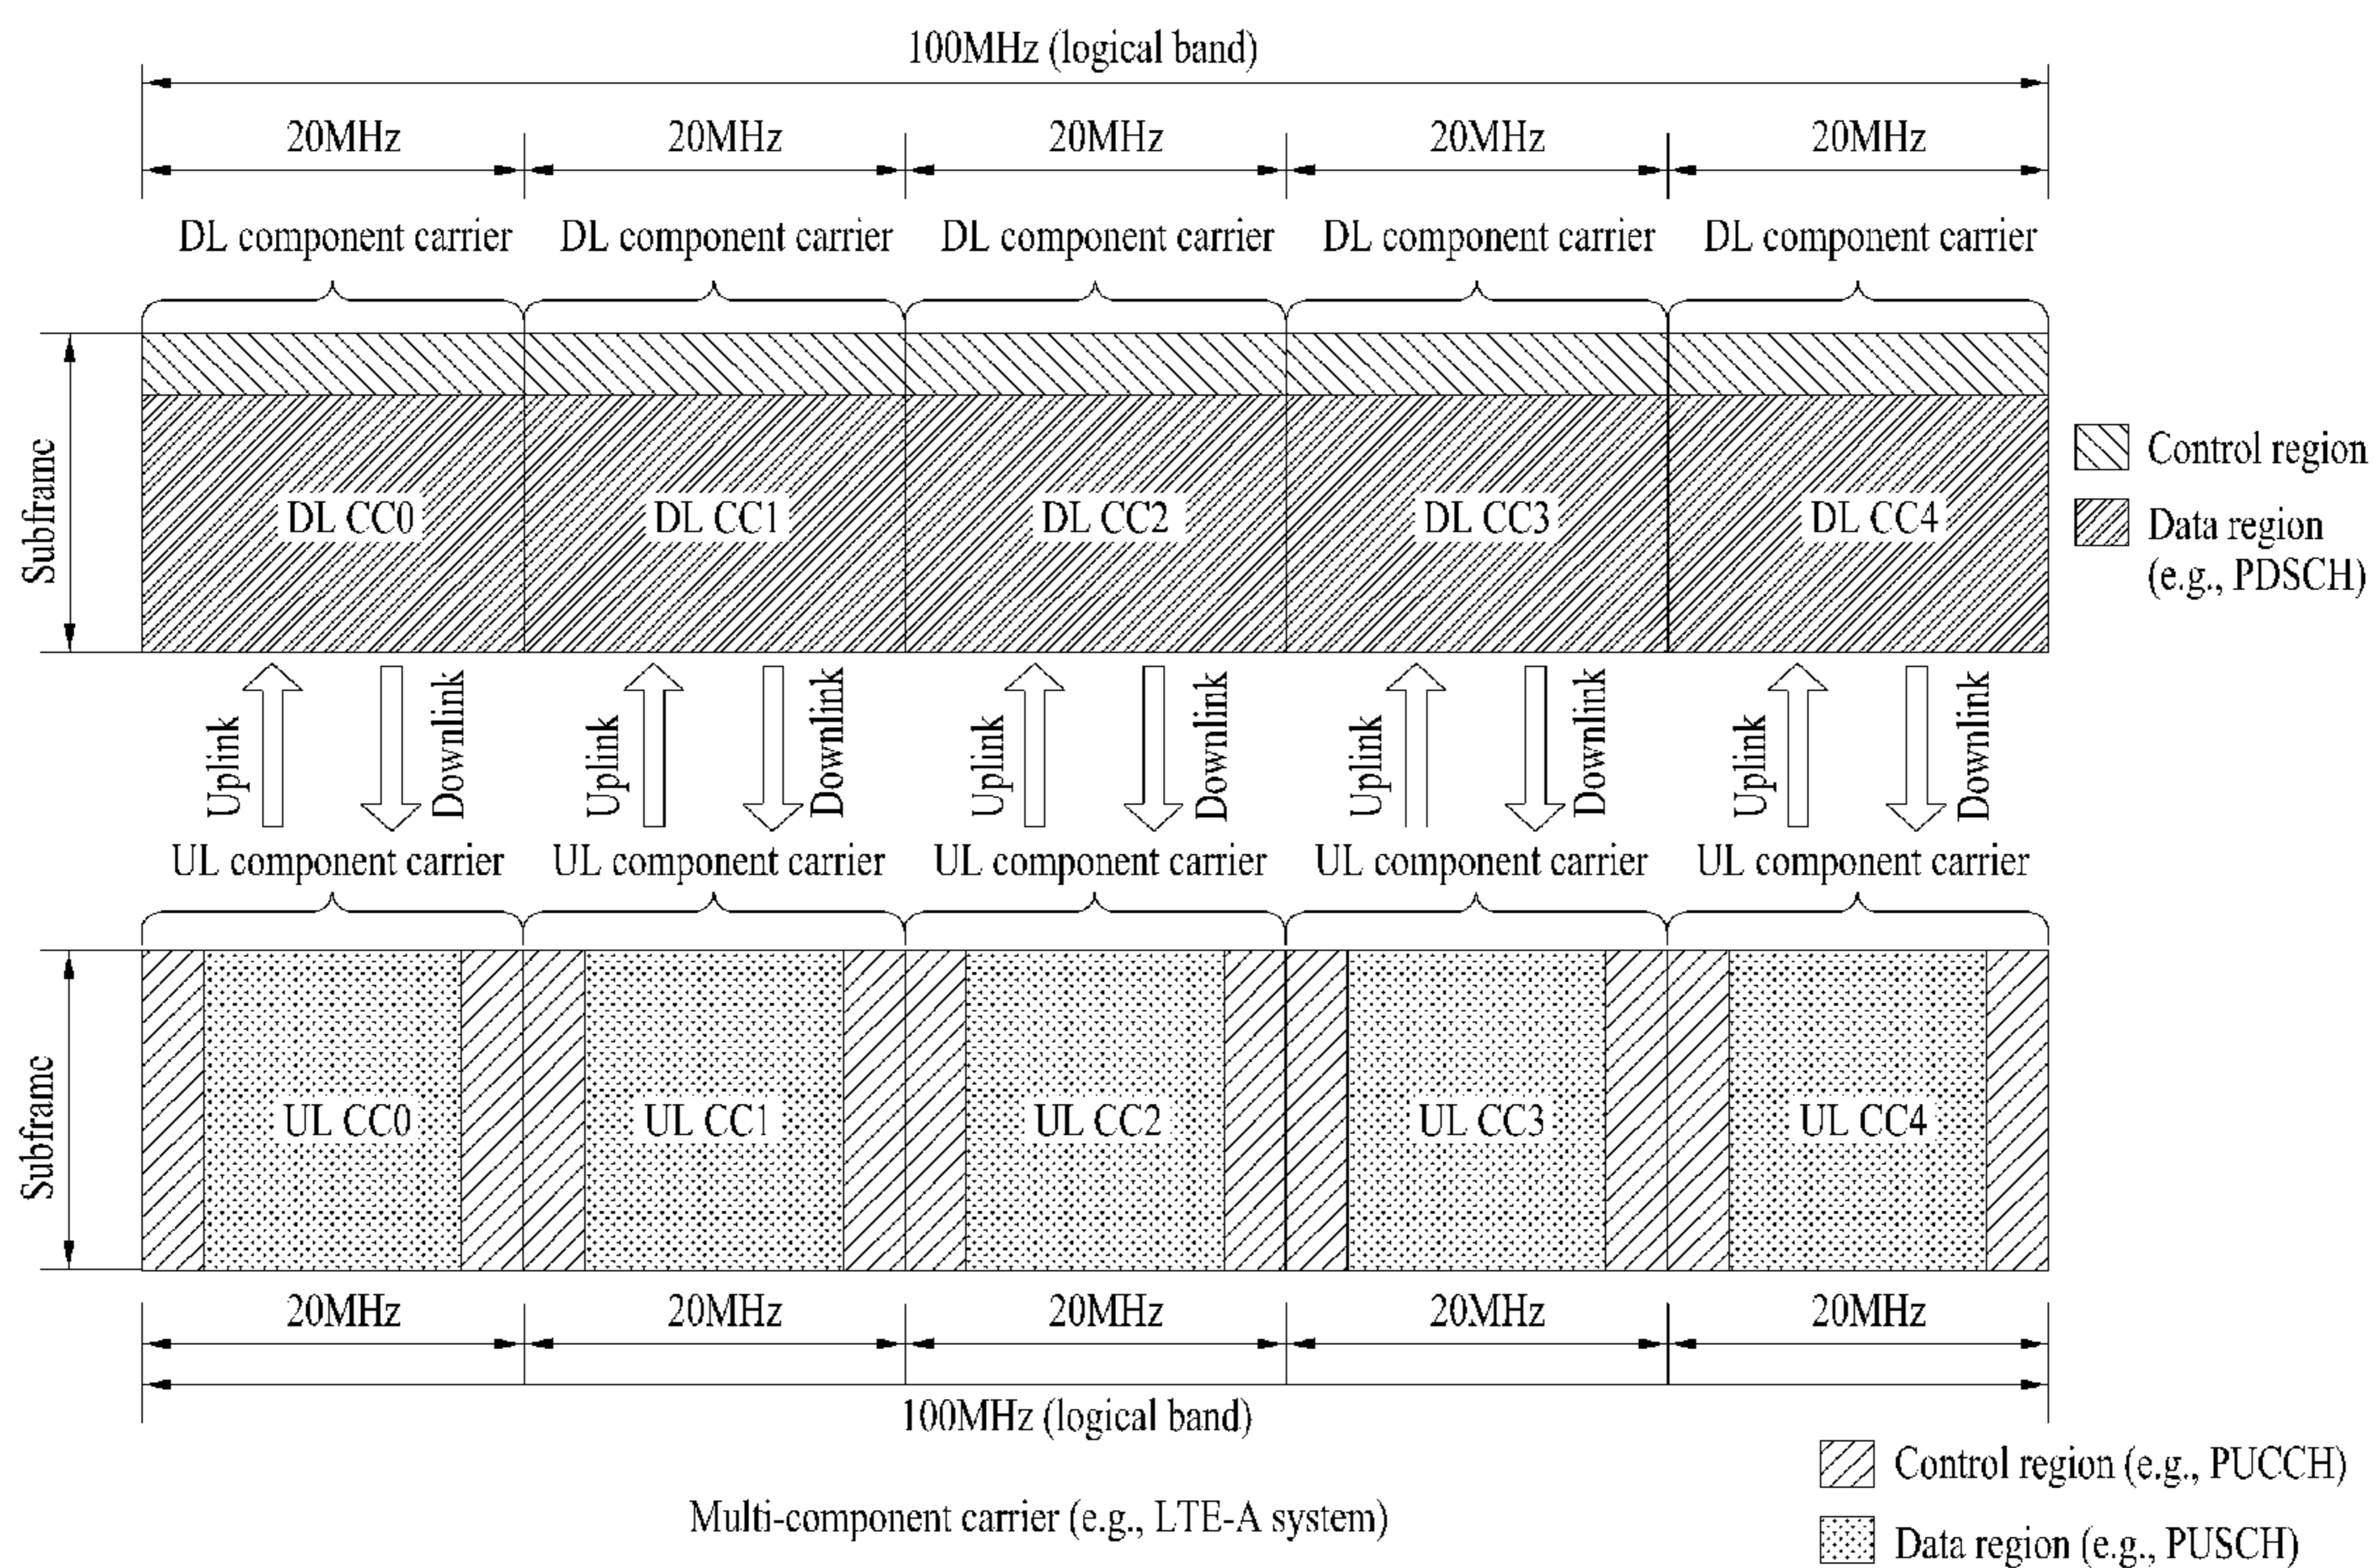 100MHz (logical band)
20MHz 20MHz 20MHz 20MHz 20MHz
DL component carrier DL component carrier DL component carrier DL component carrier DL component carrier
Subframe
DL CC0 DL CC1 DL CC2 DL CC3 DL CC4
Control region
Data region
(e.g., PDSCH)
Uplink Downlink Uplink Downlink Uplink Downlink Uplink Downlink Uplink Downlink
UL component carrier UL component carrier UL component carrier UL component carrier UL component carrier
Subframe
UL CC0 UL CC1 UL CC2 UL CC3 UL CC4
20MHz 20MHz 20MHz 20MHz 20MHz
100MHz (logical band)
Control region (e.g., PUCCH)
Multi-component carrier (e.g., LTE-A system)
Data region (e.g., PUSCH)